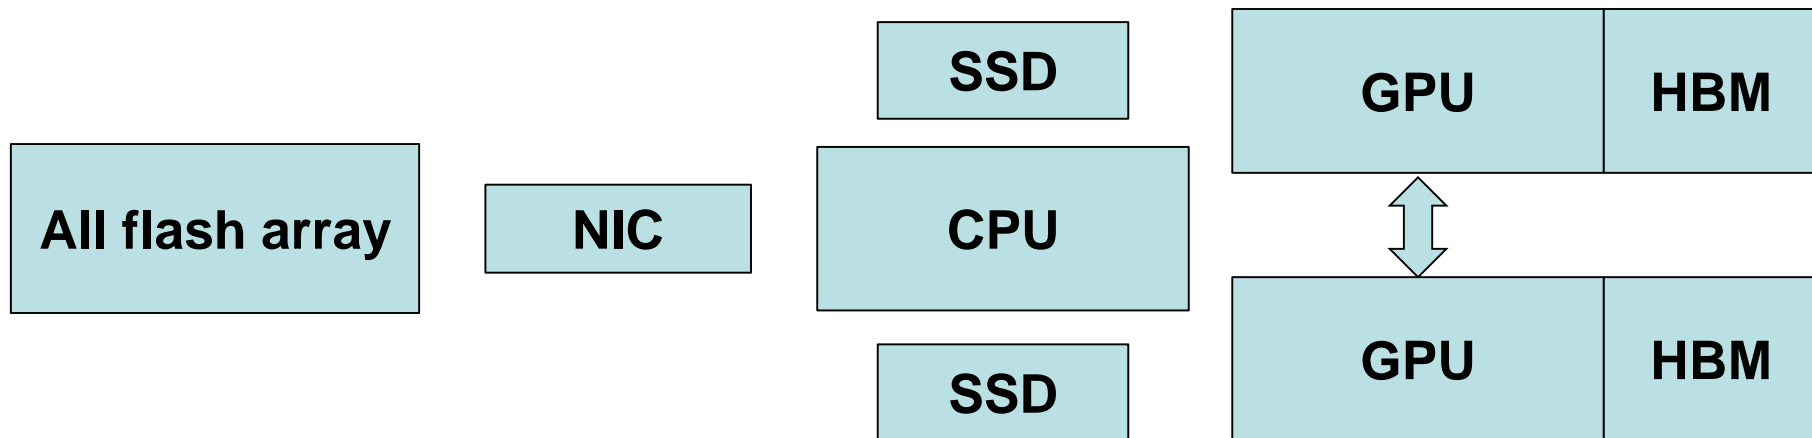 SSD
GPU
HBM
All flash array
NIC
CPU
SSD
GPU
HBM